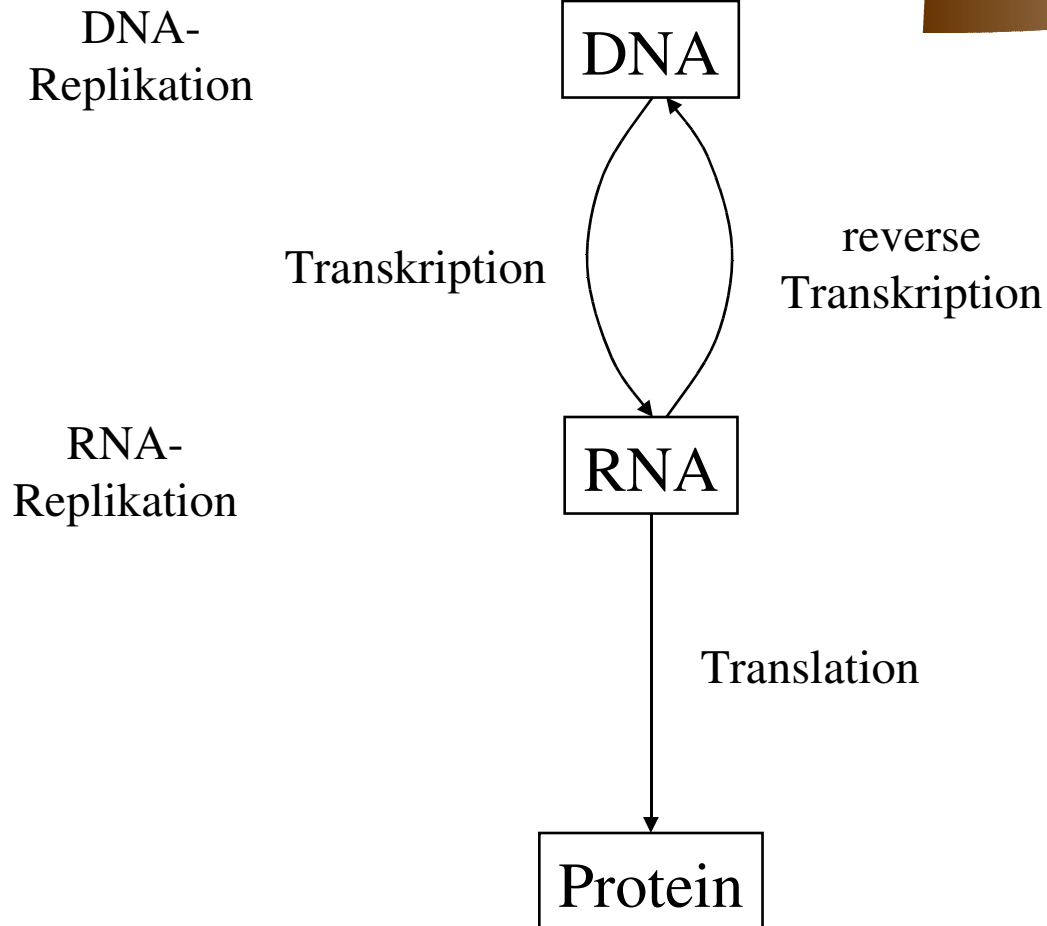 DNA-
Replikation
DNA
Transkription
reverse
Transkription
RNA-
Replikation
RNA
Translation
Protein